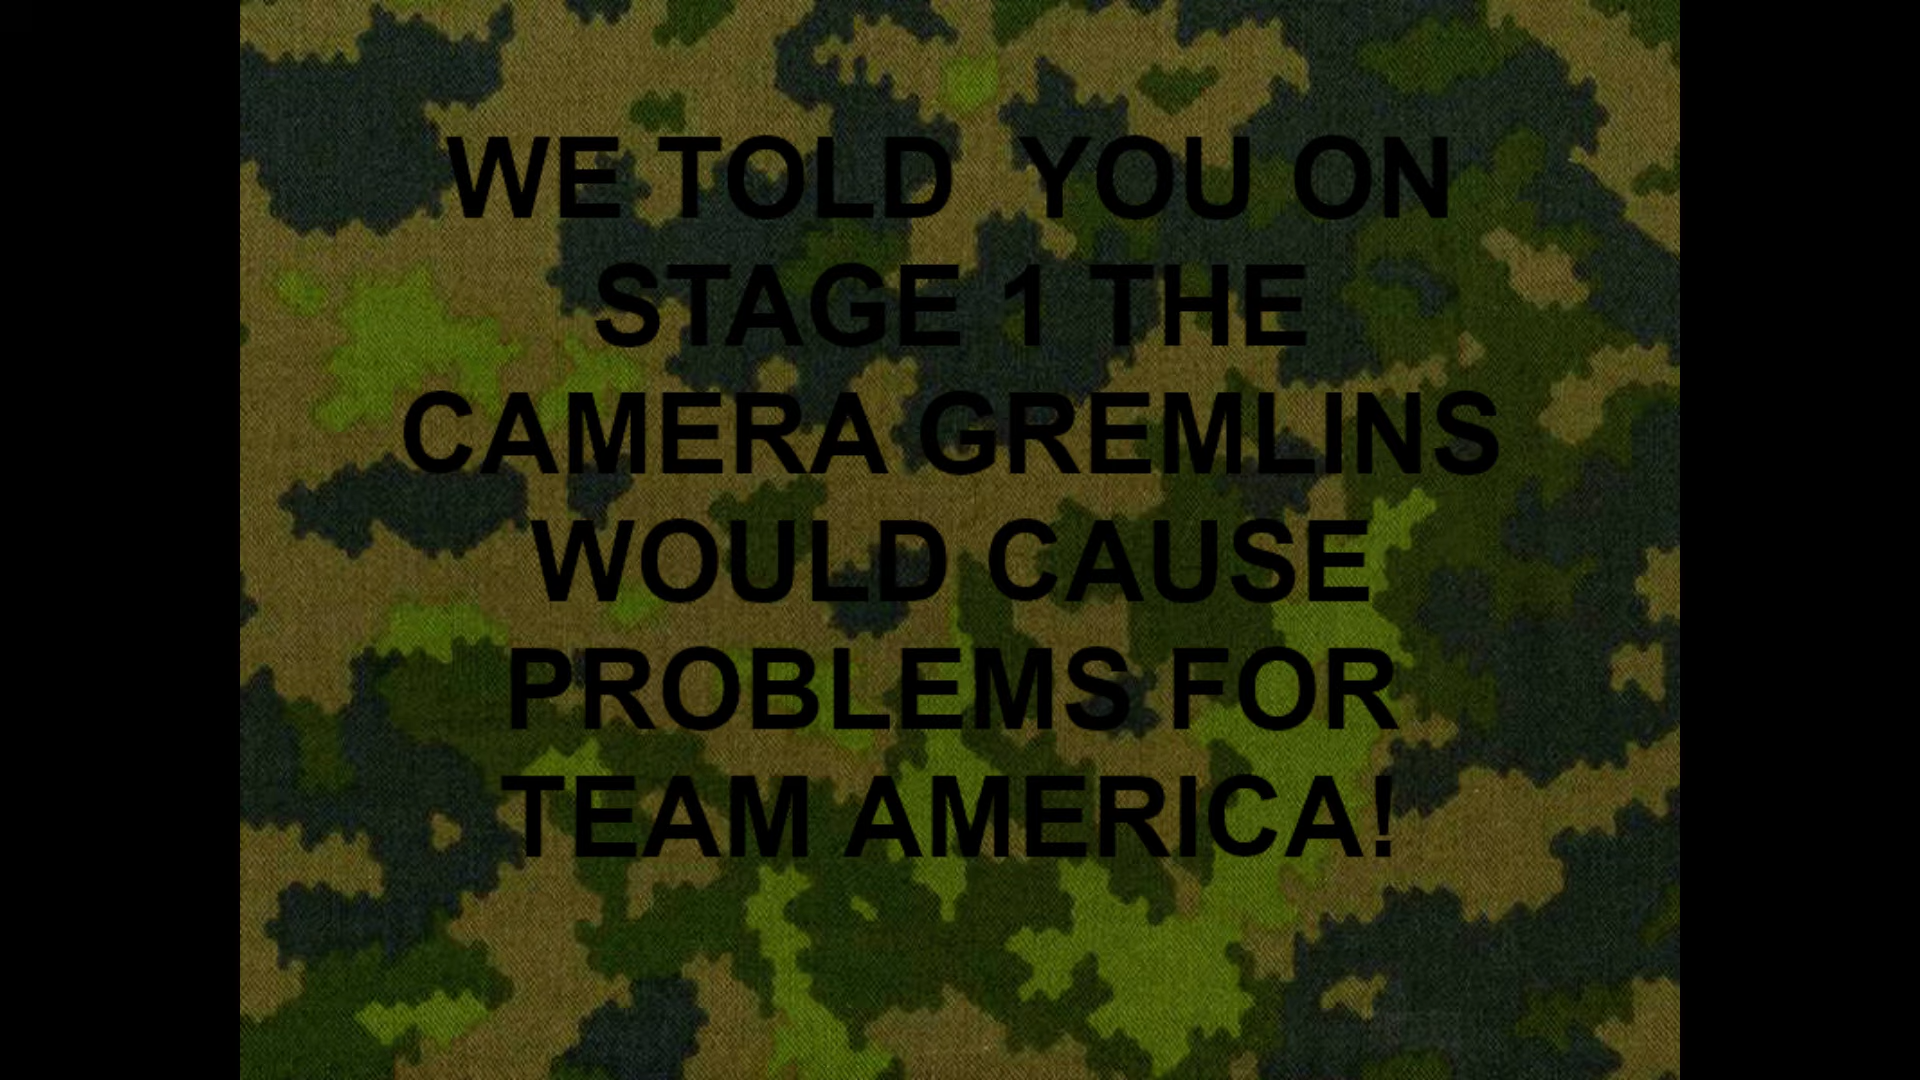 WE TOLD  YOU ON
STAGE 1 THE
CAMERA GREMLINS
WOULD CAUSE
PROBLEMS FOR
TEAM AMERICA!